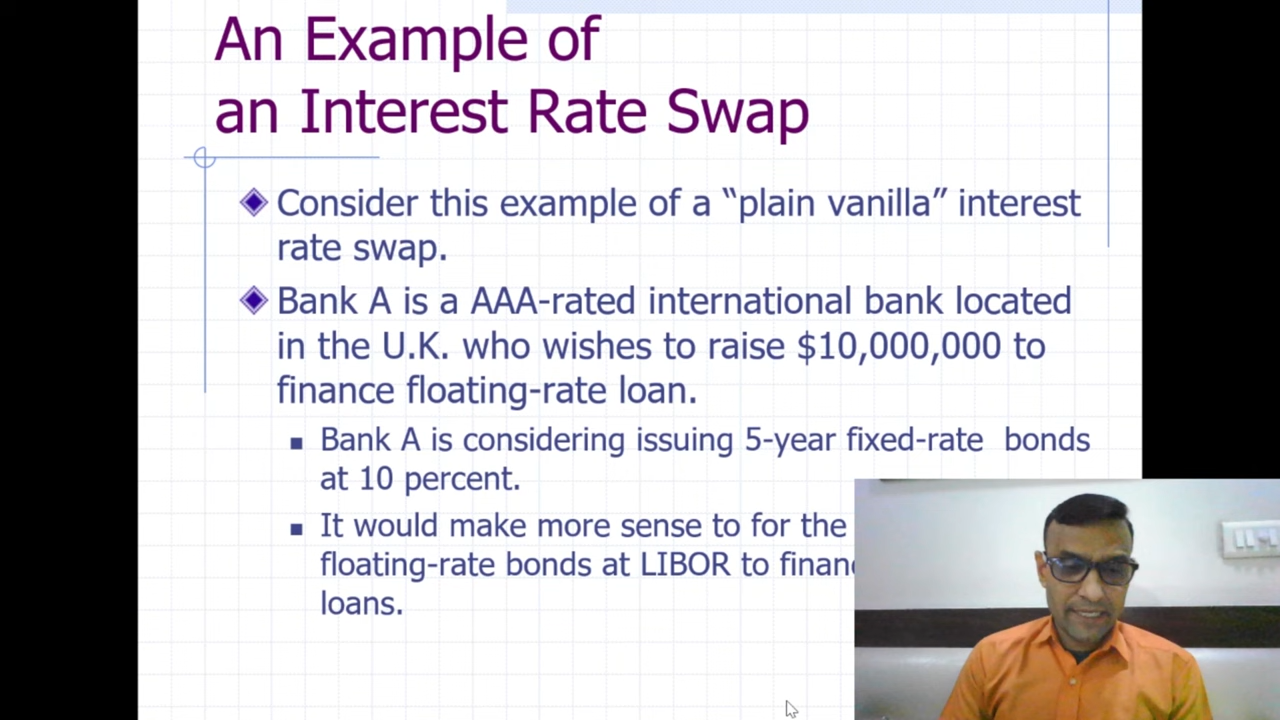 An Example of
an Interest Rate Swap
Consider this example of a “plain vanilla” interest
rate swap.
Bank A is a AAA-rated international bank located
in the U.K. who wishes to raise $10,000,000 to
finance floating-rate loan.
Bank A is considering issuing 5-year fixed-rate bonds
at 10 percent.
It would make more sense to for the
floating-rate bonds at LIBOR to
loans.